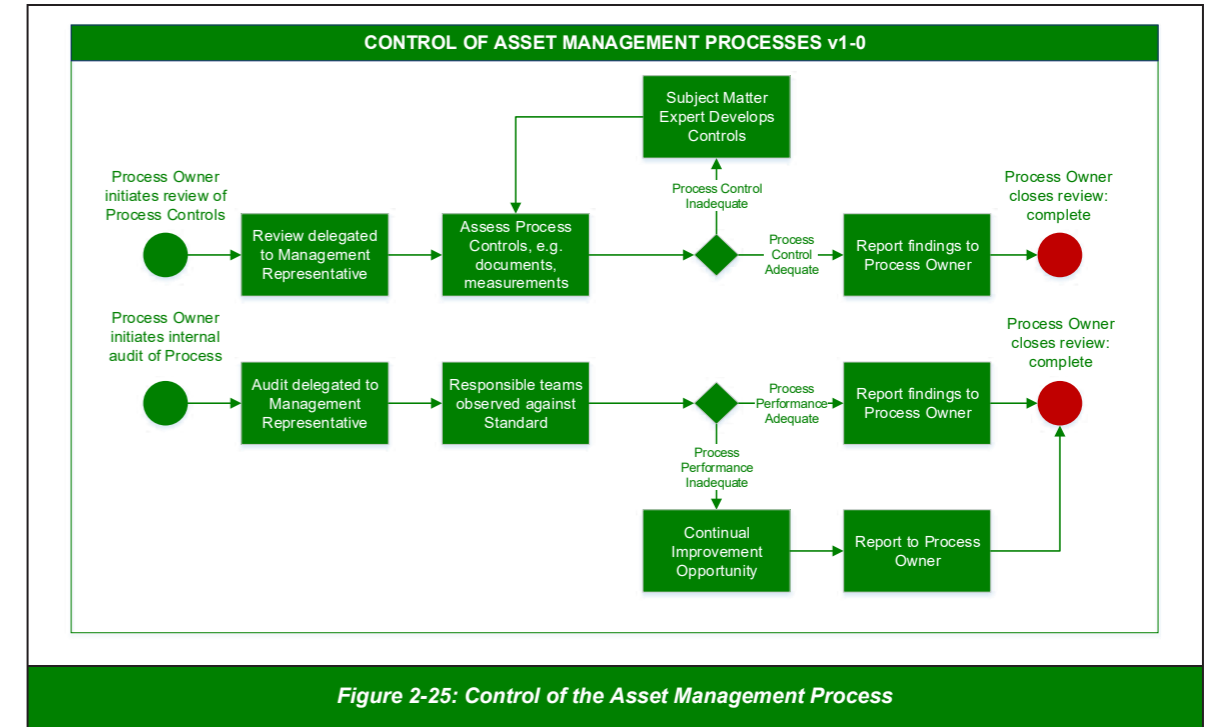 CONTROL OF ASSET MANAGEMENT PROCESSES v1-0
Subject Matter
Expert Develops
Controls
Process Owner
initiates review of
Process Controls
Review delegated
to Management
Representative
Assess Process
Controls, e.g.
documents,
measurements
Process Control
Inadequate
Process
Control
Adequate
Report findings to
Process Owner
Process Owner
closes review:
complete
Process Owner
initiates internal
audit of Process
Audit delegated to
Management
Representative
Responsible teams
observed against
Standard
Process
Performance
Adequate
Report findings to
Process Owner
Process Owner
closes review:
complete
Process
Performance
Inadequate
Continual
Improvement
Opportunity
Report to Process
Owner
Figure 2-25: Control of the Asset Management Process